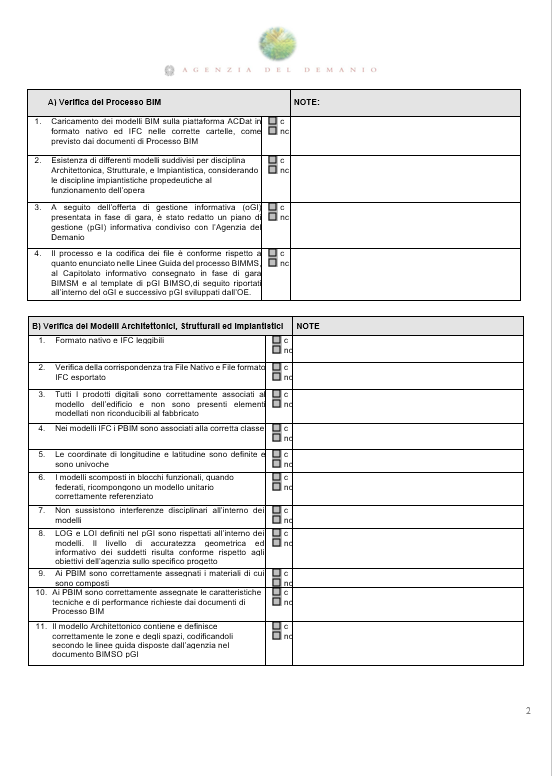 AGENZIA DEL DEMANIO
A) Verifica del Processo BIM
NOTE:
1. Caricamento dei modelli BIM sulla piattaforma ACDat in
formato nativo ed IFC nelle corrette cartelle, come
previsto dai documenti di Processo BIM
c
nc
2. Esistenza di differenti modelli suddivisi per disciplina
Architettonica, Strutturale, e Impiantistica, considerando
le discipline impiantistiche propedeutiche al
funzionamento dell'opera
c
nc
3. A seguito dell'offerta di gestione informativa (oGI)
presentata in fase di gara, è stato redatto un piano di
gestione (pGI) informativa condiviso con l'Agenzia del
Demanio
c
nc
4. Il processo e la codifica dei file è conforme rispetto a
quanto enunciato nelle Linee Guida del processo BIMMS,
al Capitolato informativo consegnato in fase di gara
BIMSM e al template di pGI BIMSO,di seguito riportati
all'interno del oGI e successivo pGI sviluppati dall'OE.
c
nc
B) Verifica dei Modelli Architettonici, Strutturali ed Impiantistici
NOTE
1. Formato nativo e IFC leggibili
c
nc
2. Verifica della corrispondenza tra File Nativo e File formato
IFC esportato
c
nc
3. Tutti I prodotti digitali sono correttamente associati al
modello dell'edificio e non sono presenti elementi
modellati non riconducibili al fabbricato
c
nc
4. Nei modelli IFC i PBIM sono associati alla corretta classe
c
nc
5. Le coordinate di longitudine e latitudine sono definite e
sono univoche
c
nc
6. I modelli scomposti in blocchi funzionali, quando
federati, ricompongono un modello unitario
correttamente referenziato
c
nc
7. Non sussistono interferenze disciplinari all'interno dei
modelli
c
nc
8. LOG e LOI definiti nel pGI sono rispettati all'interno dei
modelli. Il livello di accuratezza geometrica ed
informativo dei suddetti risulta conforme rispetto agli
obiettivi dell'agenzia sullo specifico progetto
c
nc
9. Ai PBIM sono correttamente assegnati i materiali di cui
sono composti
c
nc
10. Ai PBIM sono correttamente assegnate le caratteristiche
tecniche e di performance richieste dai documenti di
Processo BIM
c
nc
11. Il modello Architettonico contiene e definisce
correttamente le zone e degli spazi, codificandoli
secondo le linee guida disposte dall'agenzia nel
documento BIMSO pGI
c
nc
2